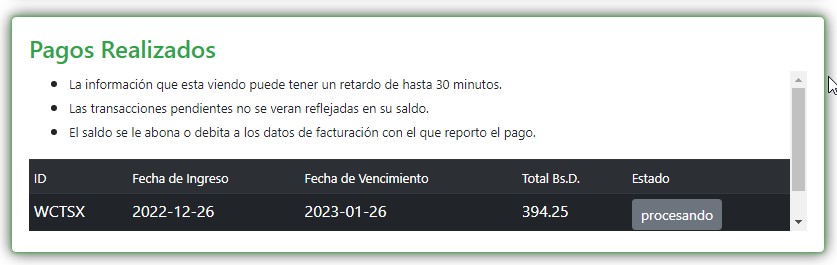 Pagos Realizados
La información que esta viendo puede tener un retardo de hasta 30 minutos.
Las transacciones pendientes no se veran reflejadas en su saldo.
El saldo se le abona o debita a los datos de facturación con el que reporto el pago.
ID Fecha de Ingreso Fecha de Vencimiento Total Bs.D. Estado
WCTSX 2022-12-26 2023-01-26 394.25 procesando